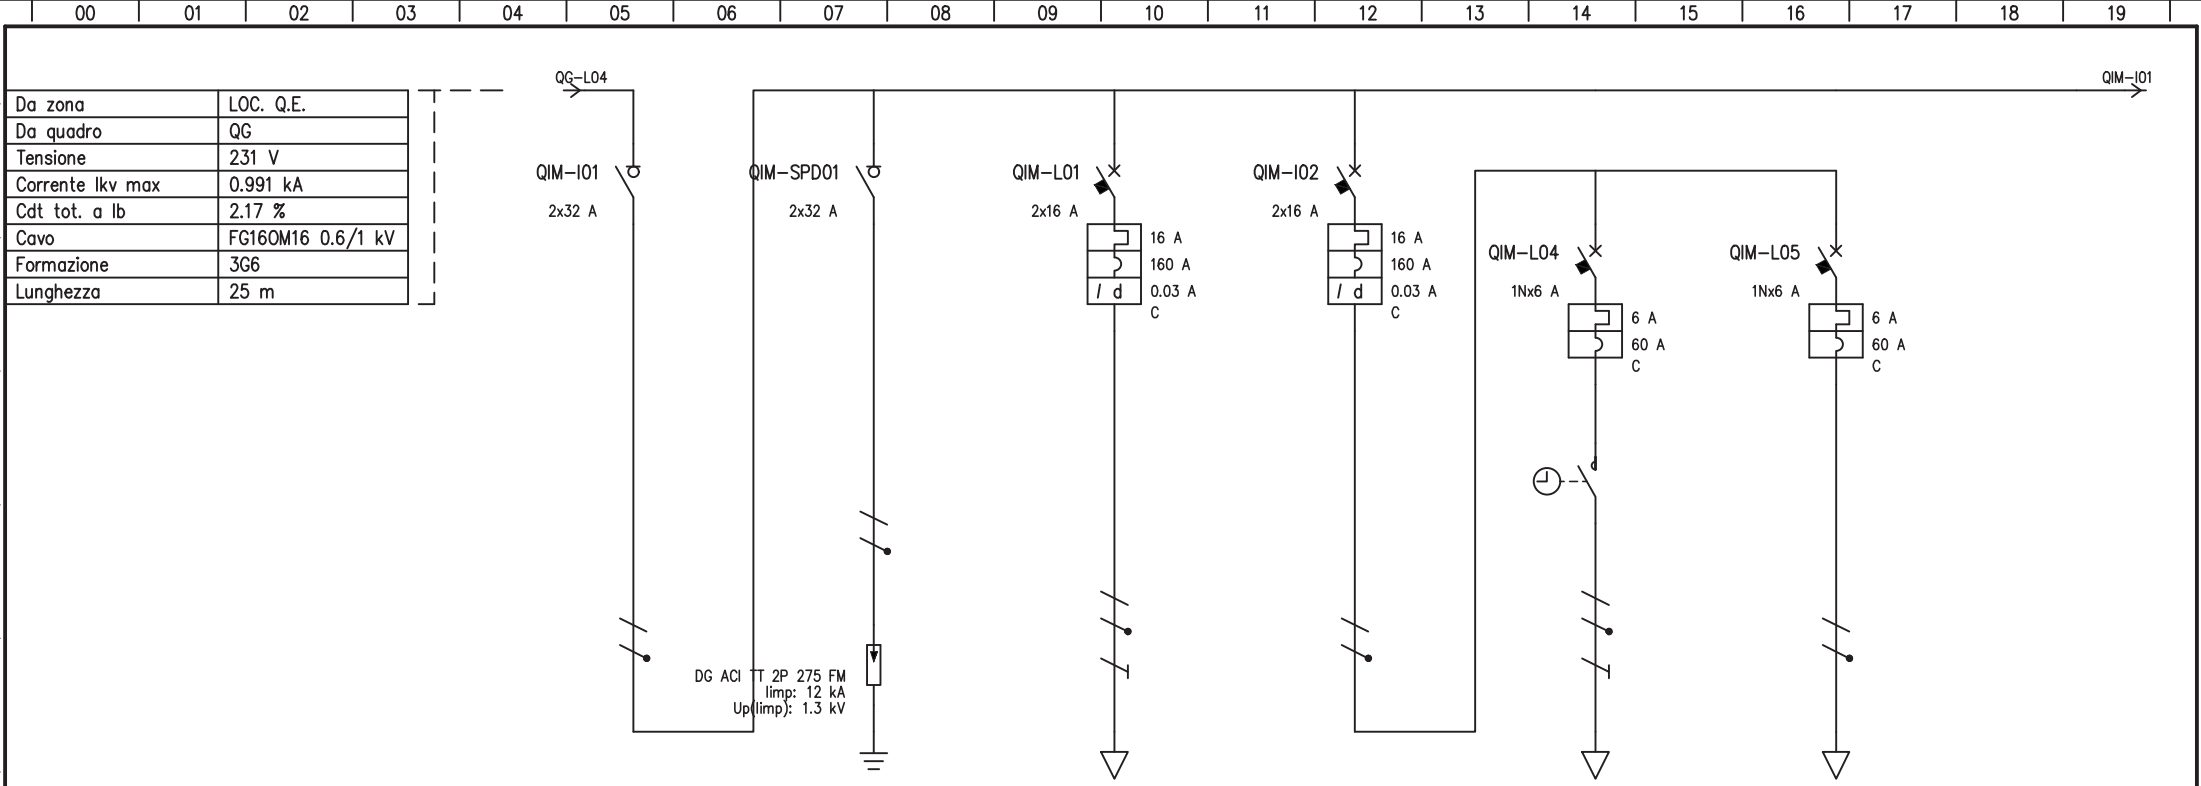 00 01 02 03 04 05 06 07 08 09 10 11 12 13 14 15 16 17 18 19
QG-L04
QIM-I01
Da zona LOC. Q.E.
Da quadro QG
Tensione 231 V
Corrente Ikv max 0.991 kA
Cdt tot. a Ib 2.17 %
Cavo FG16OM16 0.6/1 kV
Formazione 3G6
Lunghezza 25 m
QIM-I01
2x32 A
QIM-SPD01
2x32 A
DG ACI TT 2P 275 FM
Iimp: 12 kA
Up(Iimp): 1.3 kV
QIM-L01
2x16 A
16 A
160 A
I d 0.03 A
C
QIM-I02
2x16 A
16 A
160 A
I d 0.03 A
C
QIM-L04
1Nx6 A
6 A
60 A
C
QIM-L05
1Nx6 A
6 A
60 A
C